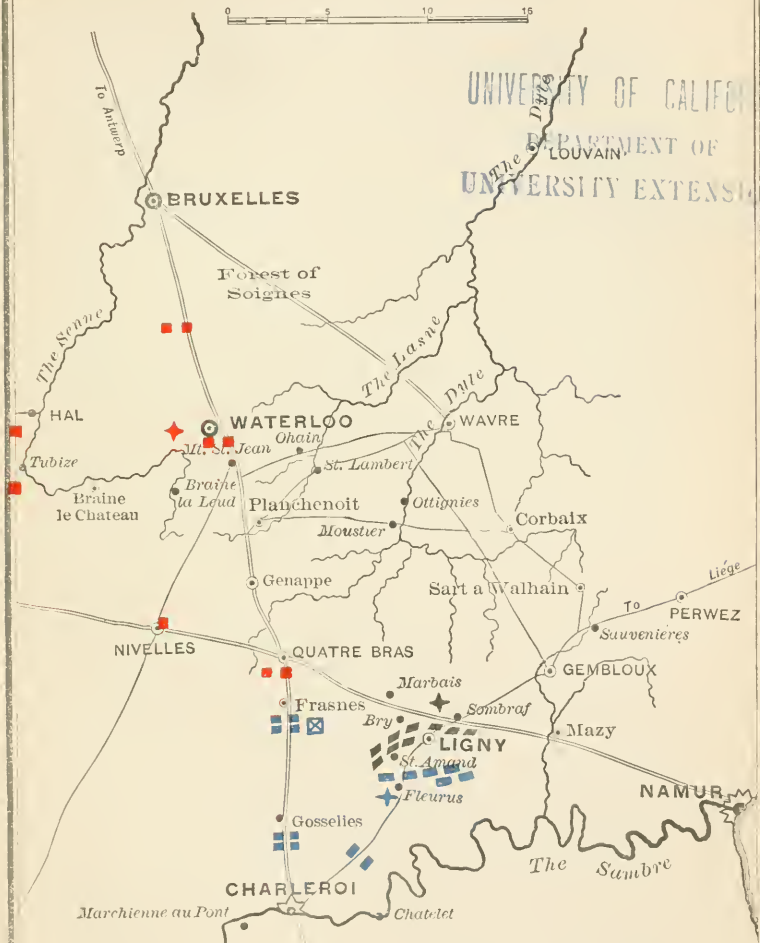 0 5 10 15
UNIVERSITY OF CALIFO
DEPARTMENT OF
UNIVERSITY EXTENSI
To Antwerp
The Dyle
LOUVAIN
BRUXELLES
Forest of
Soignes
The Senne
The Lasne
The Dyle
HAL
WATERLOO
WAVRE
Mt. St. Jean
Ohain
Tubize
St. Lambert
Braine
le Chateau
Braine
la Leud
Planchenoit
Ottignies
Moustier
Corbaix
Genappe
Sart a Walhain
To Liége
PERWEZ
NIVELLES
Sauvenieres
QUATRE BRAS
GEMBLOUX
Marbais
Frasnes
Bry
Sombraf
LIGNY
Mazy
St. Amand
Fleurus
NAMUR
Gosselies
The Sambre
CHARLEROI
Marchienne au Pont
Chatelet